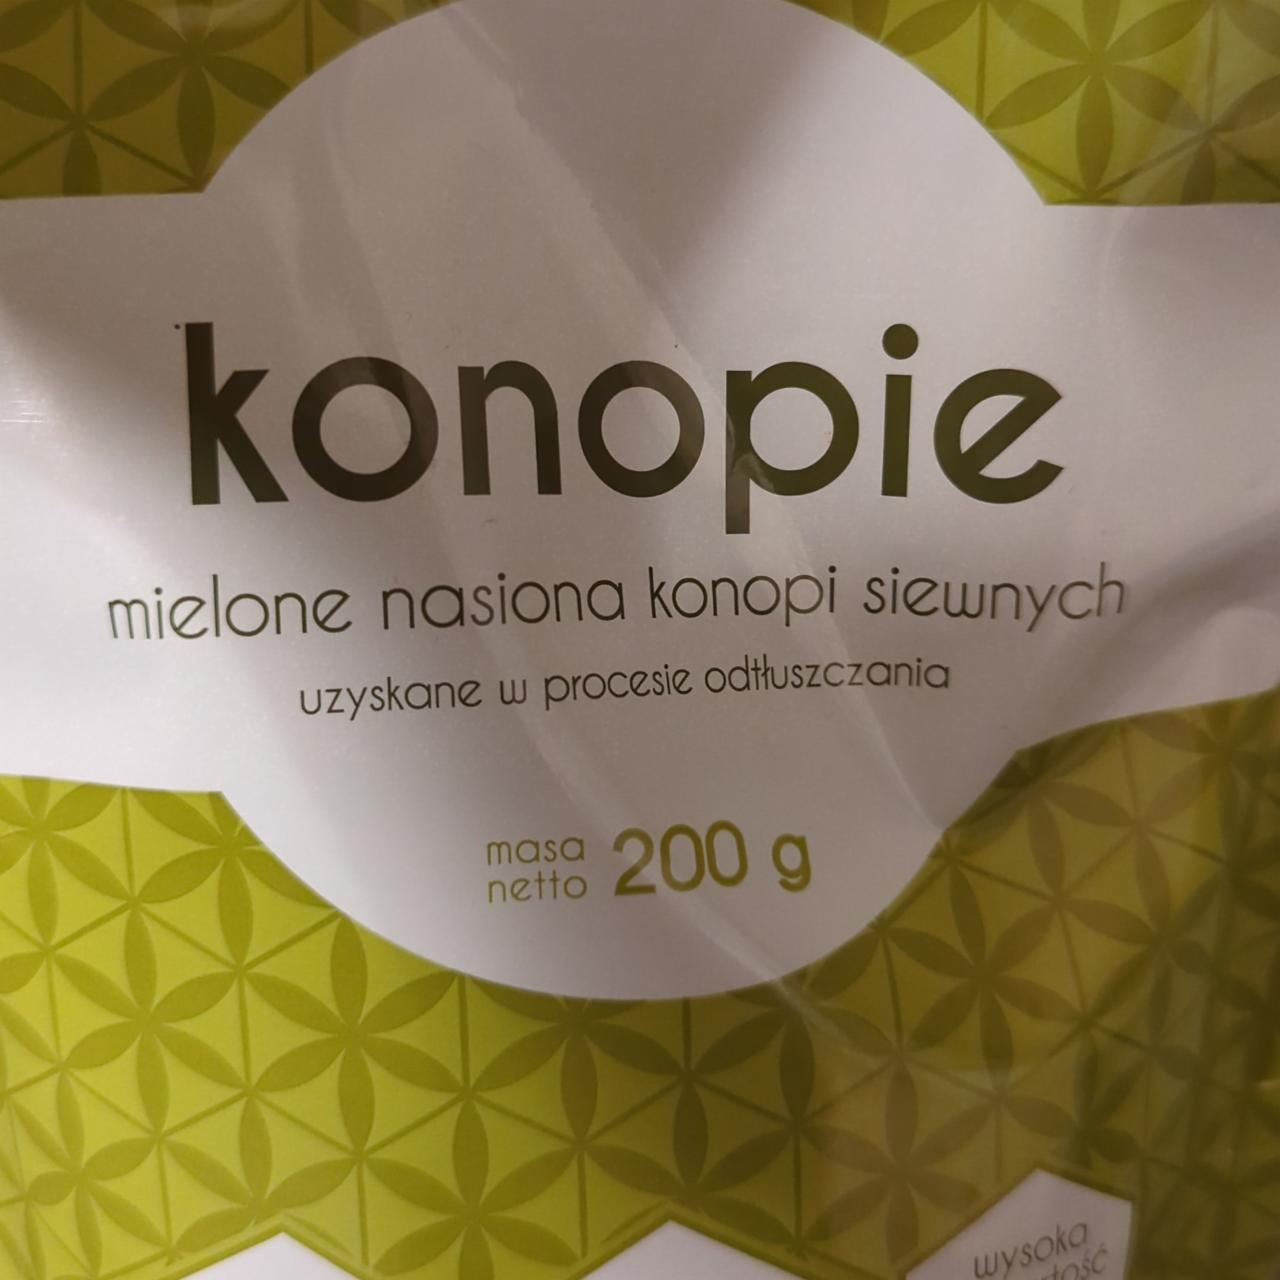 konopie
mielone nasiona konopi siewnych
uzyskane w procesie odtłuszczania
masa
netto 200 g
wysoka